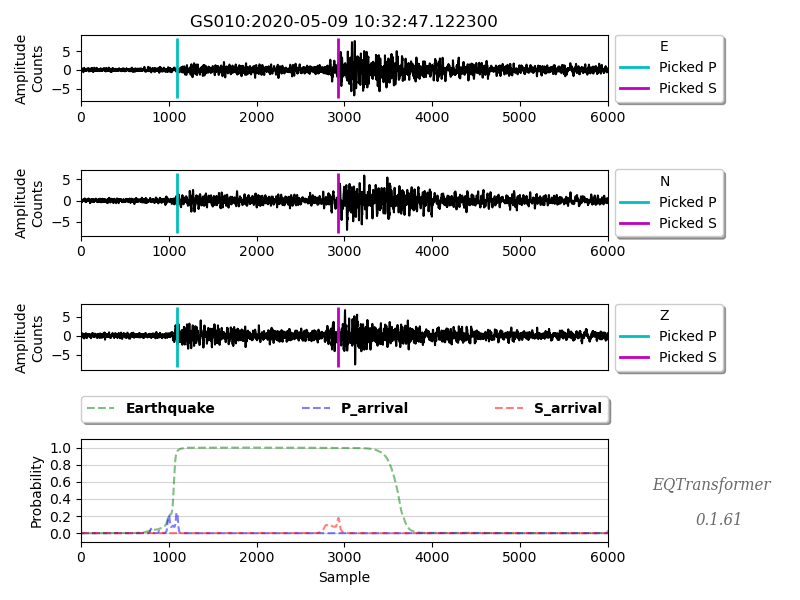 GS010:2020-05-09 10:32:47.122300
Amplitude
Counts
5
0
−5
0 1000 2000 3000 4000 5000 6000
E
Picked P
Picked S
Amplitude
Counts
5
0
−5
0 1000 2000 3000 4000 5000 6000
N
Picked P
Picked S
Amplitude
Counts
5
0
−5
0 1000 2000 3000 4000 5000 6000
Z
Picked P
Picked S
Earthquake P_arrival S_arrival
Probability
1.0
0.8
0.6
0.4
0.2
0.0
0 1000 2000 3000 4000 5000 6000
Sample
EQTransformer
0.1.61